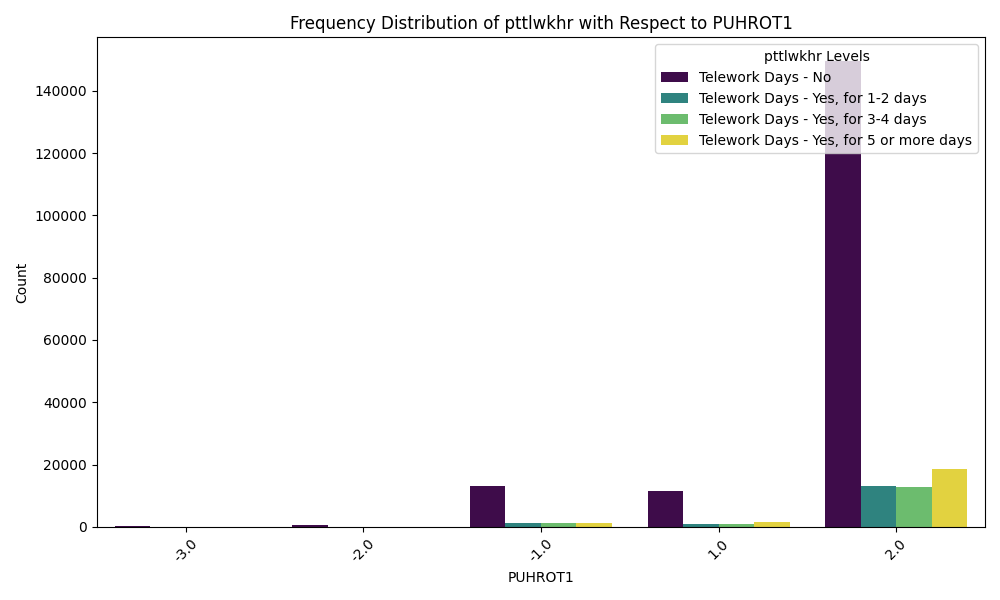 Frequency Distribution of pttlwkhr with Respect to PUHROT1
pttlwkhr Levels
Telework Days - No
Telework Days - Yes, for 1-2 days
Telework Days - Yes, for 3-4 days
Telework Days - Yes, for 5 or more days
Count
140000
120000
100000
80000
60000
40000
20000
0
-3.0
-2.0
-1.0
1.0
2.0
PUHROT1